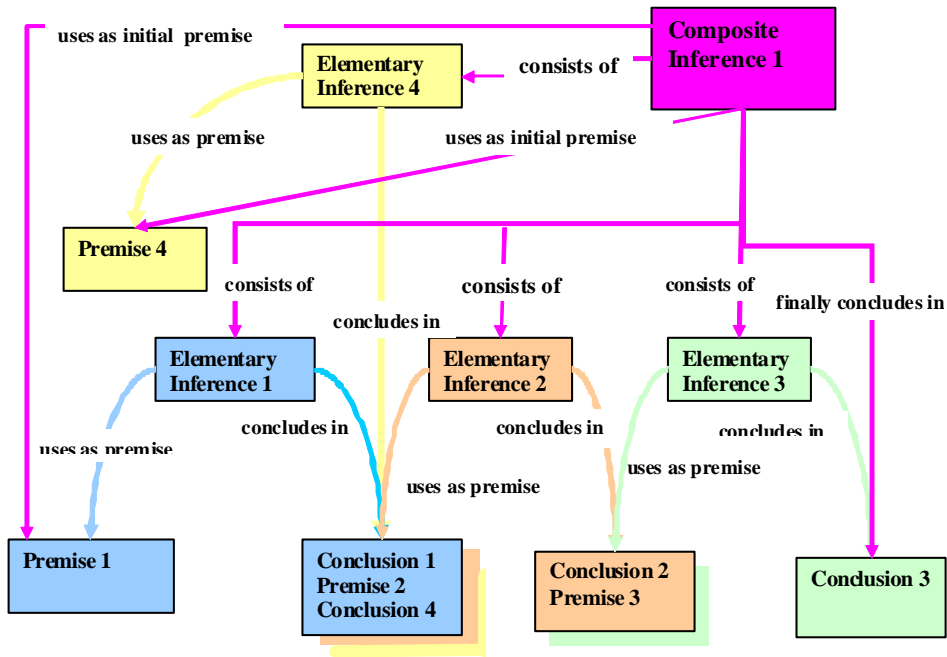 uses as initial premise
Composite
Inference 1
Elementary
Inference 4
consists of
uses as premise
uses as initial premise
Premise 4
consists of
consists of
consists of
finally concludes in
concludes in
Elementary
Inference 1
Elementary
Inference 2
Elementary
Inference 3
concludes in
concludes in
concludes in
uses as premise
uses as premise
uses as premise
Premise 1
Conclusion 1
Premise 2
Conclusion 4
Conclusion 2
Premise 3
Conclusion 3